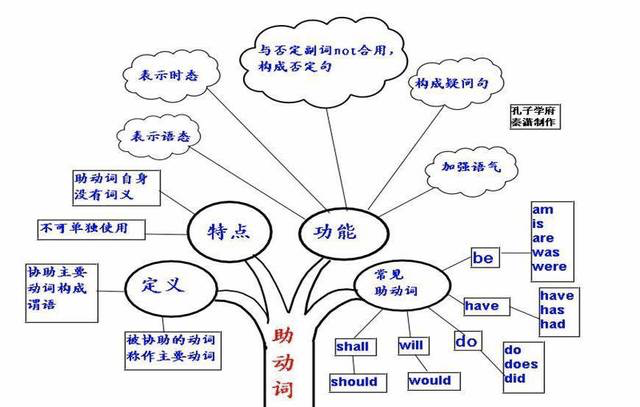 与否定副词not合用，
构成否定句
表示时态
构成疑问句
孔子学府
秦潇制作
表示语态
加强语气
助动词自身
没有词义
不可单独使用
特点
功能
定义
协助主要
动词构成
谓语
被协助的动词
称作主要动词
常见
助动词
be
am
is
are
was
were
have
have
has
had
do
do
does
did
shall
should
will
would
助
动
词